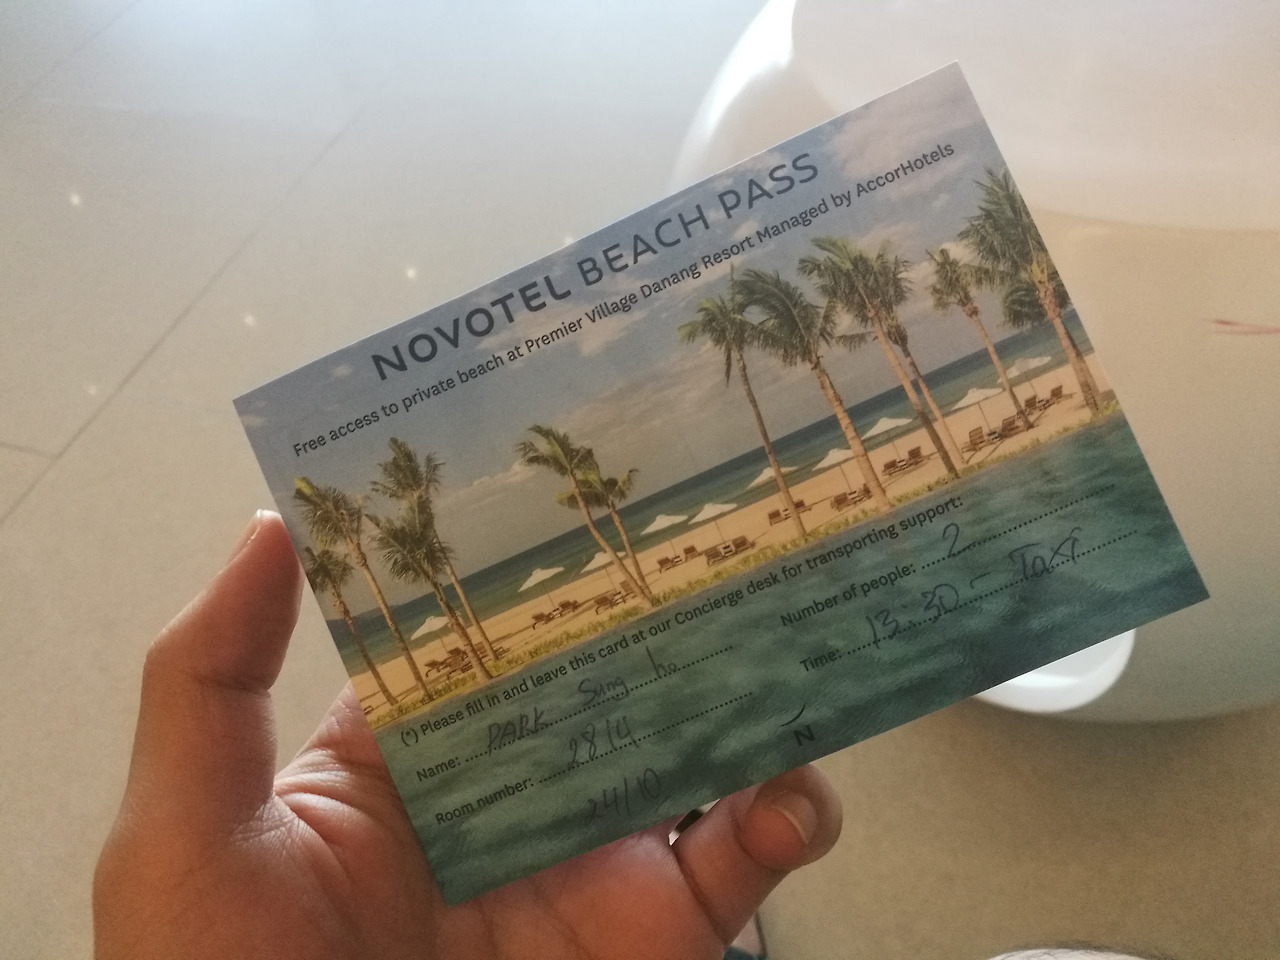 NOVOTEL BEACH PASS
Free access to private beach at Premier Village Danang Resort Managed by AccorHotels
(*) Please fill in and leave this card at our Concierge desk for transporting support:
Name: PARK Sung ho
Number of people: 2
Room number: 2814
Time: 13:30 - Taxi
24/10
N